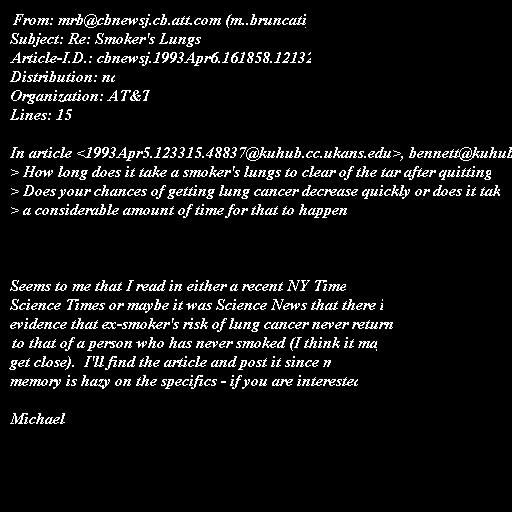 From: mrb@cbnewsj.cb.att.com (m..bruncati
Subject: Re: Smoker's Lungs
Article-I.D.: cbnewsj.1993Apr6.161858.12132
Distribution: na
Organization: AT&T
Lines: 15
In article <1993Apr5.123315.48837@kuhub.cc.ukans.edu>, bennett@kuhub
> How long does it take a smoker's lungs to clear of the tar after quitting
> Does your chances of getting lung cancer decrease quickly or does it tak
> a considerable amount of time for that to happen
Seems to me that I read in either a recent NY Time
Science Times or maybe it was Science News that there i
evidence that ex-smoker's risk of lung cancer never return
to that of a person who has never smoked (I think it may
get close). I'll find the article and post it since m
memory is hazy on the specifics - if you are interested
Michael